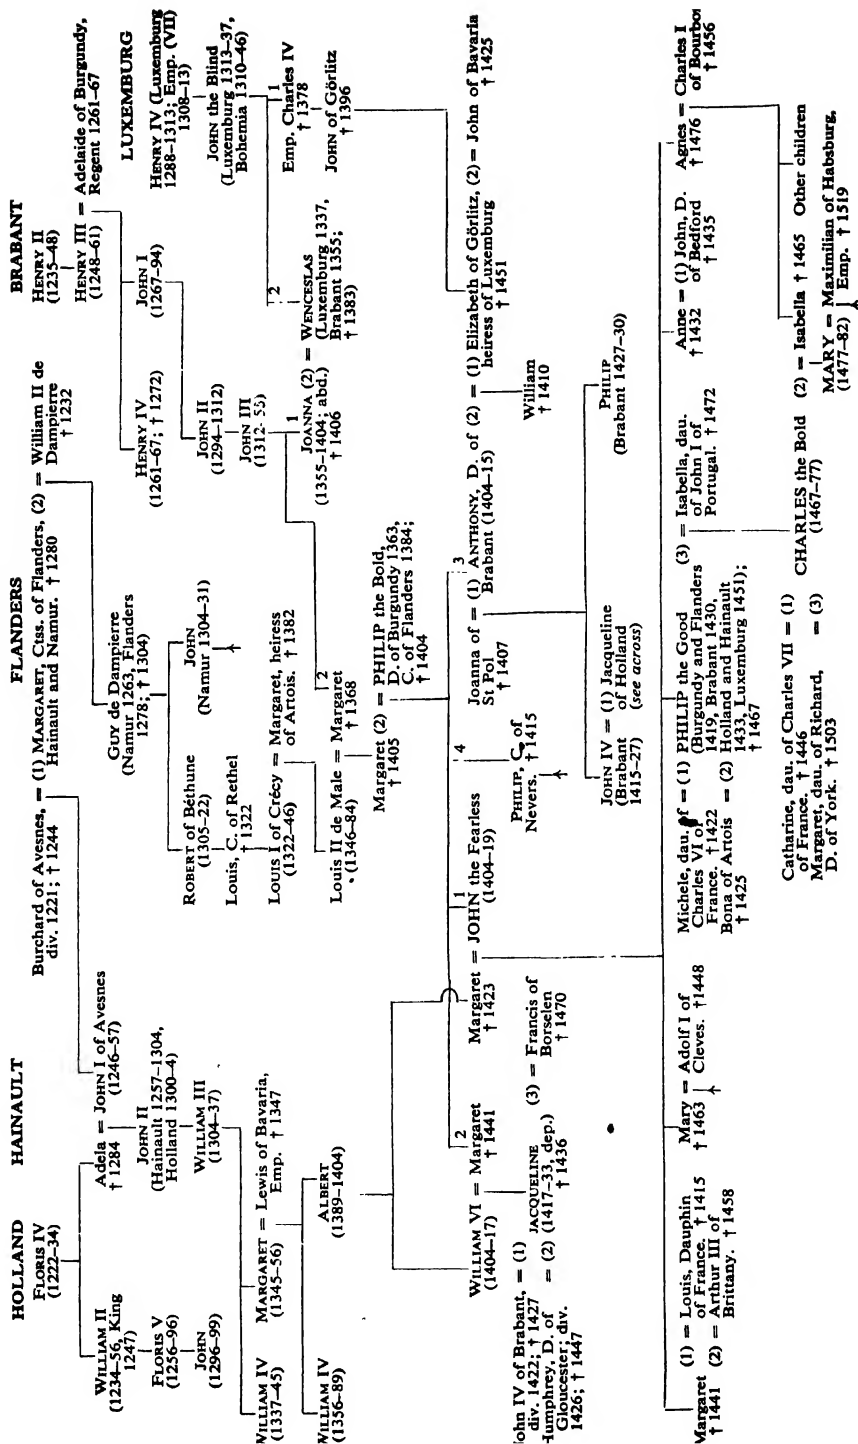 HOLLAND
HAINAULT
FLANDERS
BRABANT
LUXEMBURG
FLORIS IV
(1222–34)
Burchard of Avesnes, = (1) MARGARET, Ctss. of Flanders, (2) = William II de
div. 1221; † 1244
Hainault and Namur. † 1280
Dampierre
† 1232
HENRY II
(1235–48)
HENRY III = Adelaide of Burgundy,
(1248–61)
Regent 1261–67
HENRY IV (Luxemburg
1288–1313; Emp. (VII)
1308–13)
WILLIAM II
(1234–56, King
1247)
Adela = JOHN I of Avesnes
† 1284
(1246–57)
GUY de Dampierre
(Namur 1263, Flanders
1278; † 1304)
HENRY IV
(1261–67; † 1272)
JOHN I
(1267–94)
JOHN the Blind
(Luxemburg 1313–37,
Bohemia 1310–46)
FLORIS V
(1256–96)
JOHN II
(Hainault 1257–1304,
Holland 1300–4)
ROBERT of Béthune
(1305–22)
JOHN
(Namur 1304–31)
JOHN II
(1294–1312)
2
1
Emp. Charles IV
† 1378
JOHN
(1296–99)
WILLIAM III
(1304–37)
Louis, C. of Rethel
† 1322
JOHN III
(1312–55)
JOHN of Görlitz
† 1396
WILLIAM IV
(1337–45)
MARGARET = Lewis of Bavaria,
(1345–56)
Emp. † 1347
LOUIS I of Crécy = Margaret, heiress
(1322–46)
of Artois. † 1382
2
1
JOANNA (2) = WENCESLAS
(1355–1404; abd.)
† 1406
(Luxemburg 1337,
Brabant 1355;
† 1383)
WILLIAM IV
(1356–89)
ALBERT
(1389–1404)
Louis II de Male = Margaret
(1346–84)
† 1368
Margaret (2) = PHILIP the Bold,
† 1405
D. of Burgundy 1363,
C. of Flanders 1384;
† 1404
2
1
4
3
WILLIAM VI = Margaret
(1404–17)
† 1441
Margaret = JOHN the Fearless
† 1423
(1404–19)
PHILIP, C. of
Nevers. † 1415
Joanna of = (1) ANTHONY, D. of (2) = (1) Elizabeth of Görlitz, (2) = John of Bavaria
St Pol
† 1407
Brabant (1404–15)
heiress of Luxemburg
† 1451
† 1425
John IV of Brabant, = (1)
div. 1422; † 1427
Humphrey, D. of = (2)
Gloucester; div.
1426; † 1447
JACQUELINE
(1417–33, dep.)
† 1436
(3) = Francis of
Borselen
† 1470
William
† 1410
JOHN IV = (1) Jacqueline
(Brabant
1415–27)
of Holland
(see across)
PHILIP
(Brabant 1427–30)
Margaret
† 1441
(1) = Louis, Dauphin
of France. † 1415
(2) = Arthur III of
Brittany. † 1458
Mary = Adolf I of
† 1463
Cleves. † 1448
Michele, dau. of = (1) PHILIP the Good
Charles VI of
France. † 1422
Bona of Artois = (2)
† 1425
(Burgundy and Flanders
1419, Brabant 1430,
Holland and Hainault
1433, Luxemburg 1451);
† 1467
(3) = Isabella, dau.
of John I of
Portugal. † 1472
Anne = (1) John, D.
† 1432
of Bedford
† 1435
Agnes = Charles I
† 1476
of Bourbon
† 1456
Catharine, dau. of Charles VII = (1)
of France. † 1446
Margaret, dau. of Richard, = (3)
D. of York. † 1503
CHARLES the Bold (2) = Isabella † 1465
(1467–77)
Other children
MARY = Maximilian of Habsburg,
(1477–82)
Emp. † 1519